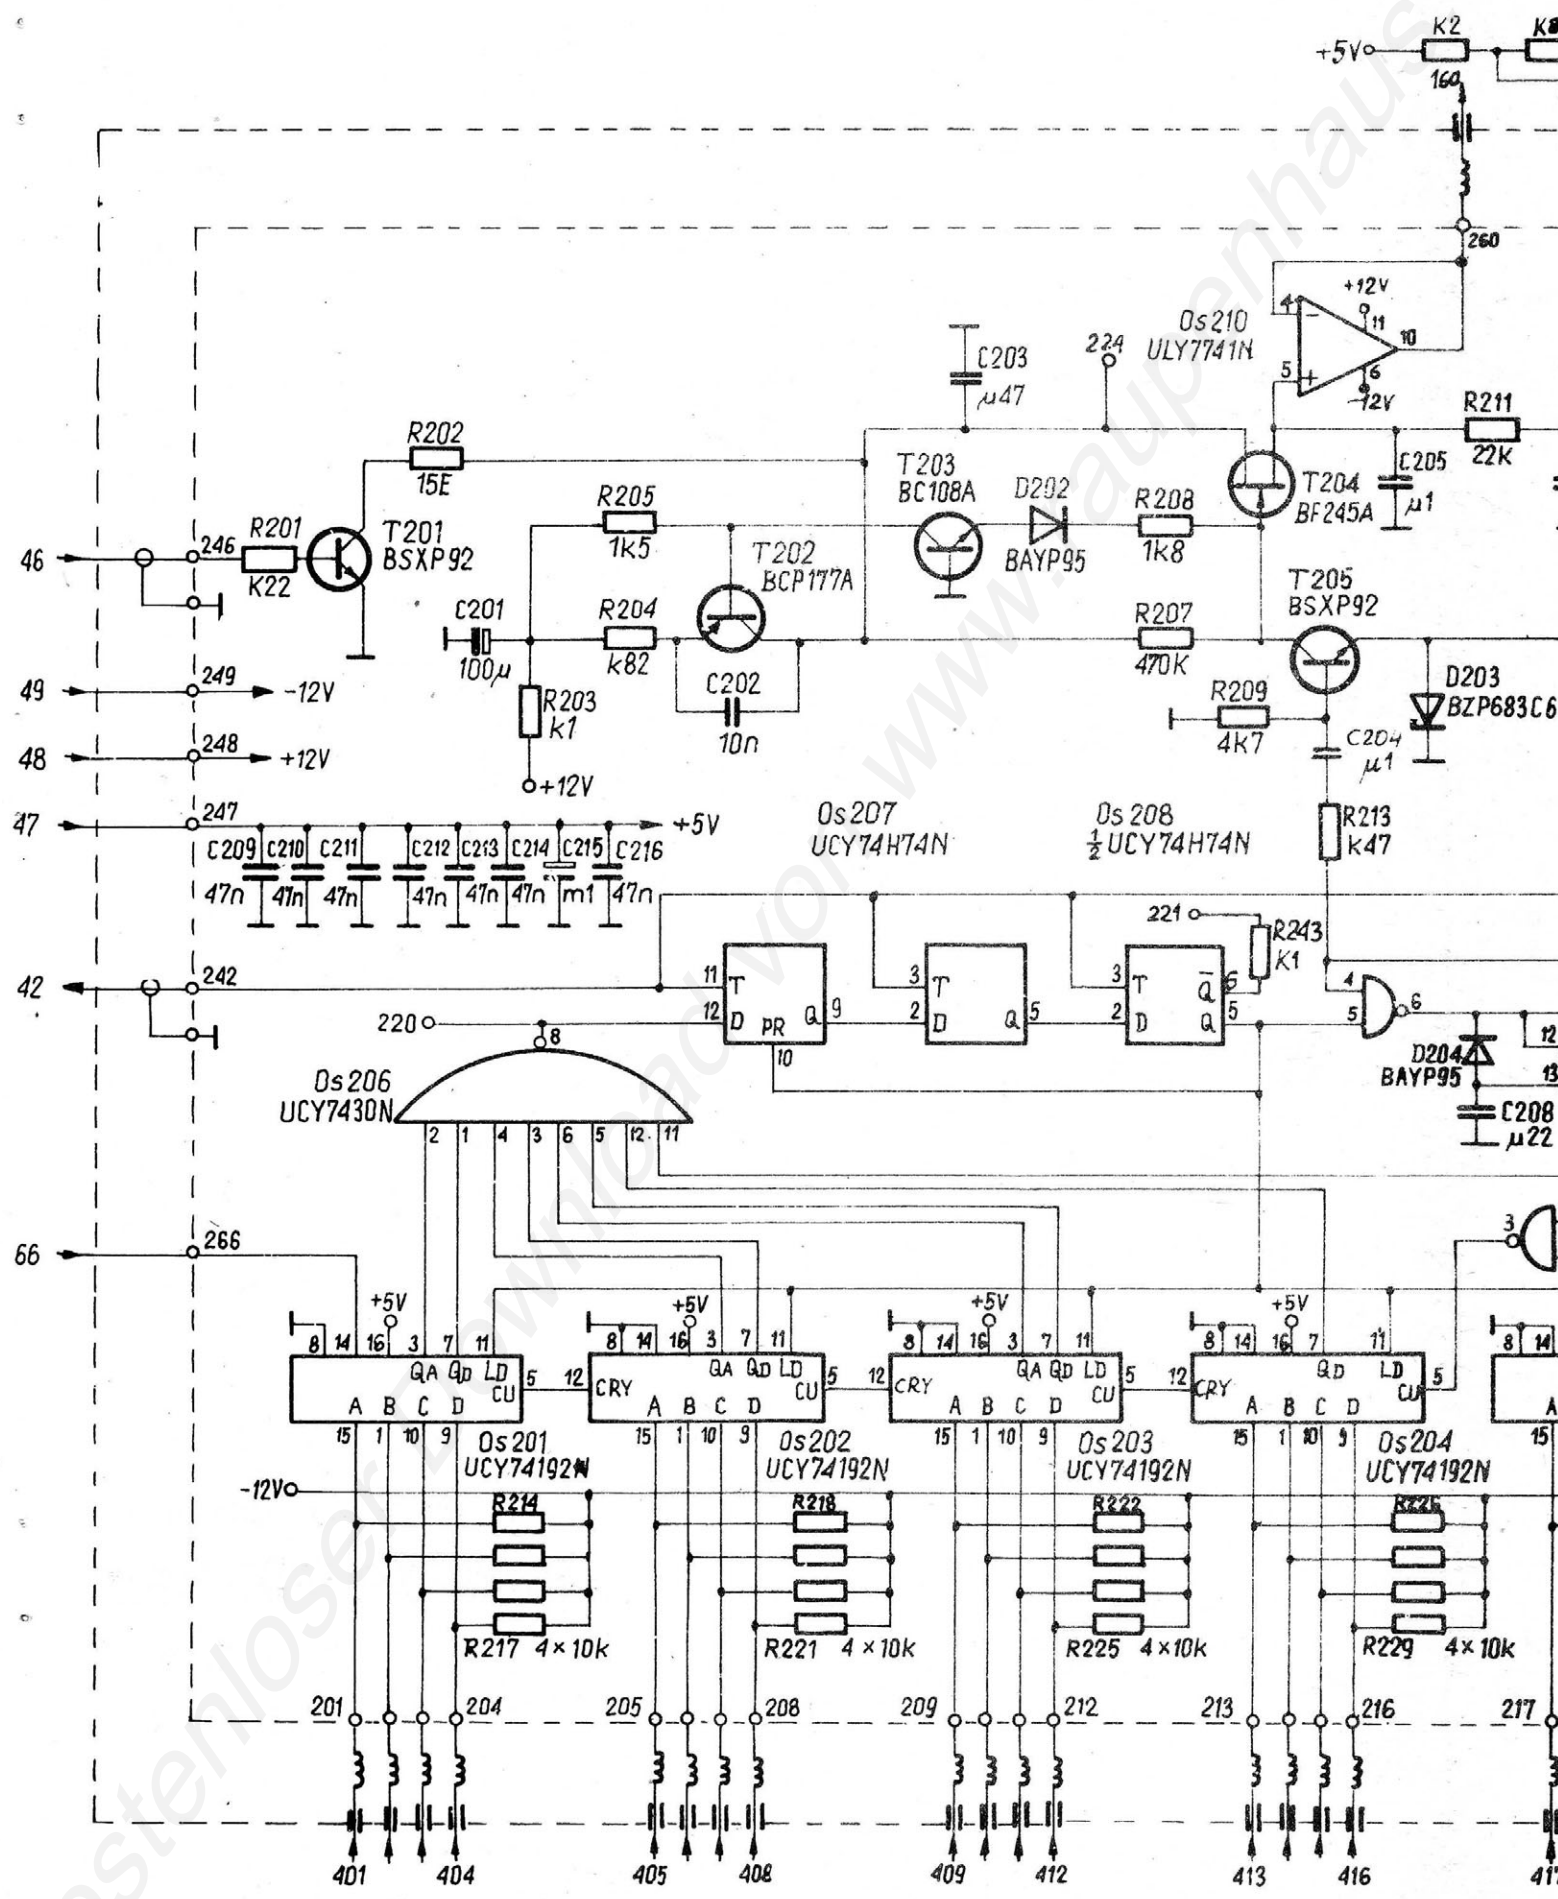 K2
+5V
160
260
Os210
ULY7741N
+12V
4
11
10
5
6
-12V
C203
µ47
224
R202
15E
R201
K22
T201
BSXP92
46
246
R205
1k5
T202
BCP177A
T203
BC108A
D202
BAYP95
R208
1k8
T204
BF245A
C205
µ1
R211
22K
C201
100µ
R204
k82
C202
10n
R203
k1
+12V
R207
470K
T205
BSXP92
R209
4k7
D203
BZP683C6
C204
µ1
R213
k47
49
249
-12V
48
248
+12V
47
247
+5V
C209 C210 C211 C212 C213 C214 C215 C216
47n 47n 47n 47n 47n 47n m1 47n
Os207
UCY74H74N
Os208
½ UCY74H74N
221
R243
K1
42
242
220
11 T
12 D
PR
Q 9
10
3 T
2 D
Q 5
3 T
2 D
Q̅ 6
Q 5
4
5
6
D204
BAYP95
12
13
C208
µ22
8
Os206
UCY7430N
2 1 4 3 6 5 12 11
66
266
3
+5V +5V +5V +5V
8 14 16 3 7 11
8 14 16 3 7 11
8 14 16 3 7 11
8 14 16 7 11
8 14
QA QD LD
CU
5
A B C D
12
CRY
QA QD LD
CU
5
A B C D
12
CRY
QA QD LD
CU
5
A B C D
12
CRY
QD LD
CU
5
A B C D
A
15 1 10 9
15 1 10 9
15 1 10 9
15 1 10 9
15
Os201
UCY74192N
Os202
UCY74192N
Os203
UCY74192N
Os204
UCY74192N
-12V
R214 R218 R222 R226
R217 4×10k
R221 4×10k
R225 4×10k
R229 4×10k
201 204 205 208 209 212 213 216 217
401 404 405 408 409 412 413 416
Download von www.raupenhaus.